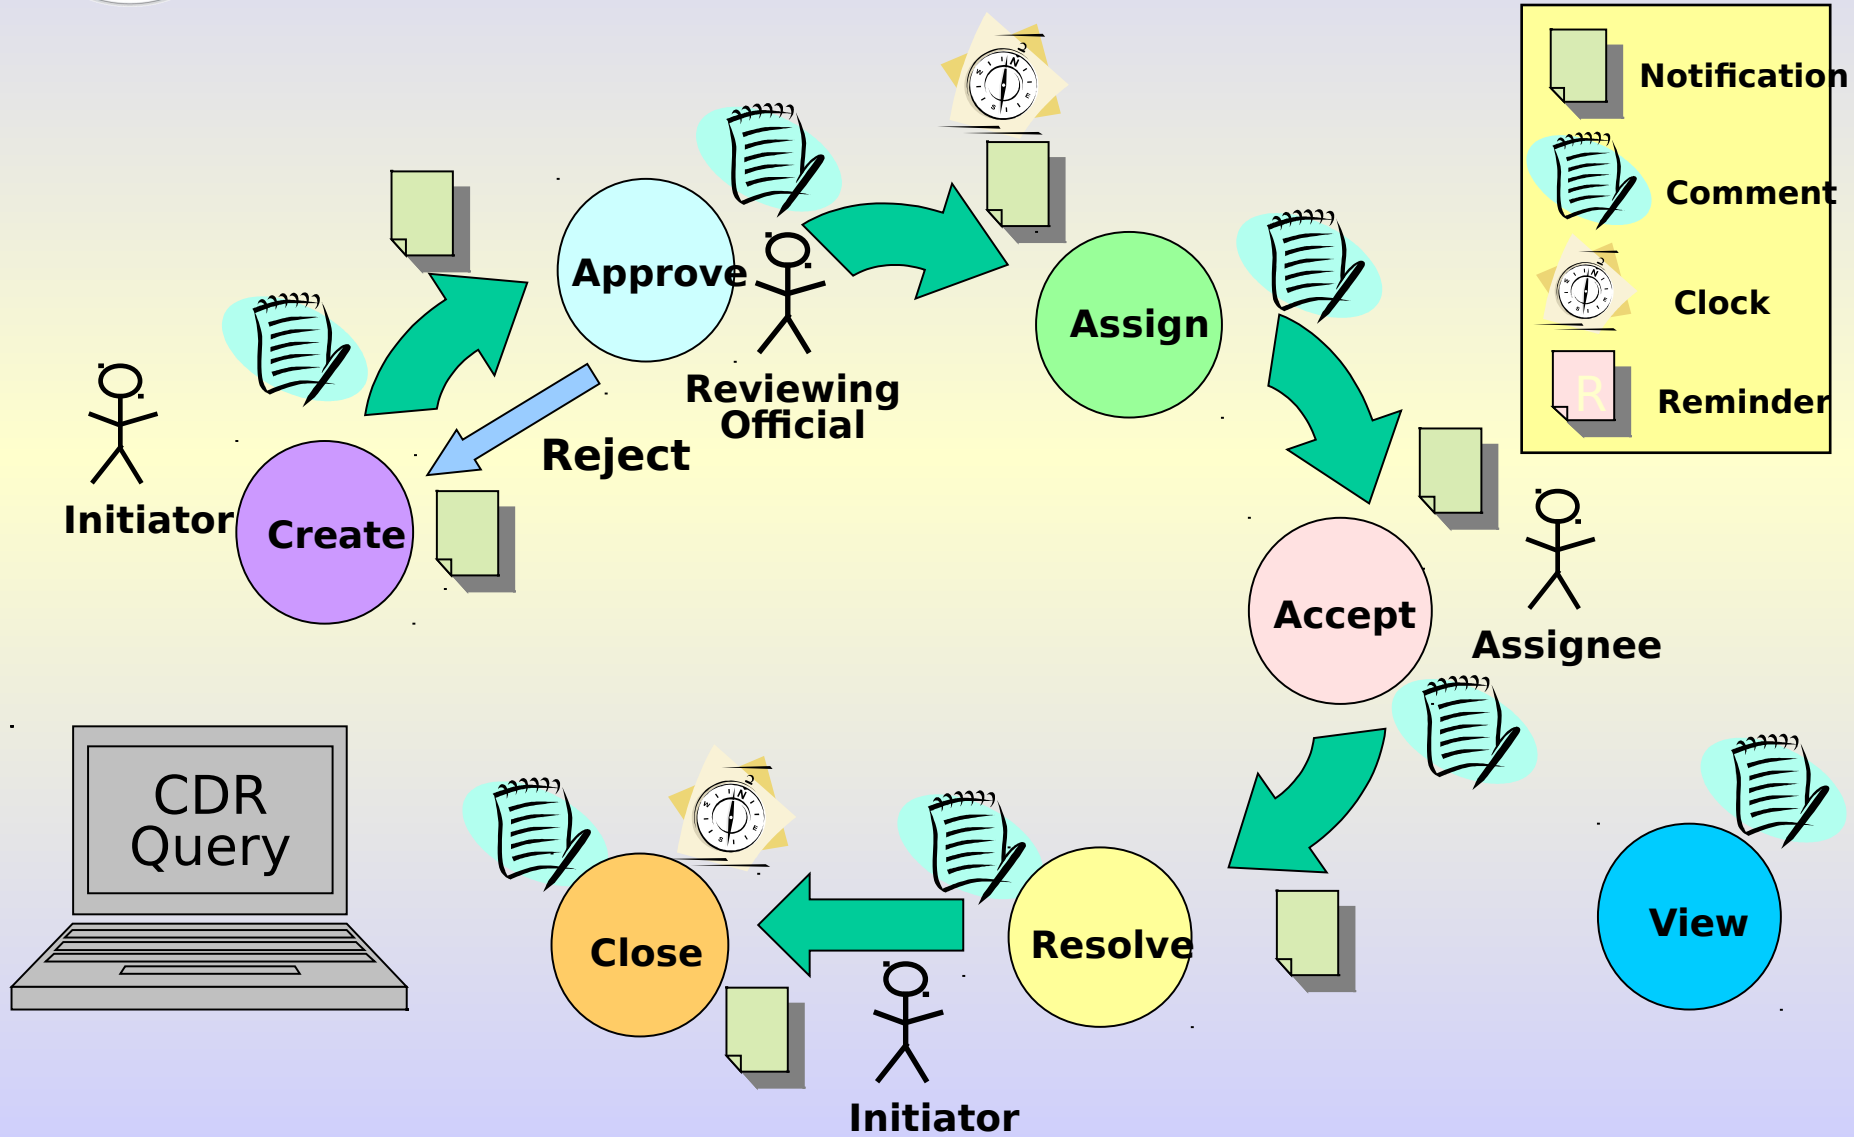 Notification
Comment
Clock
R
Reminder
Approve
Reviewing
Official
Assign
Reject
Initiator
Create
Accept
Assignee
CDR
Query
Close
Resolve
View
Initiator